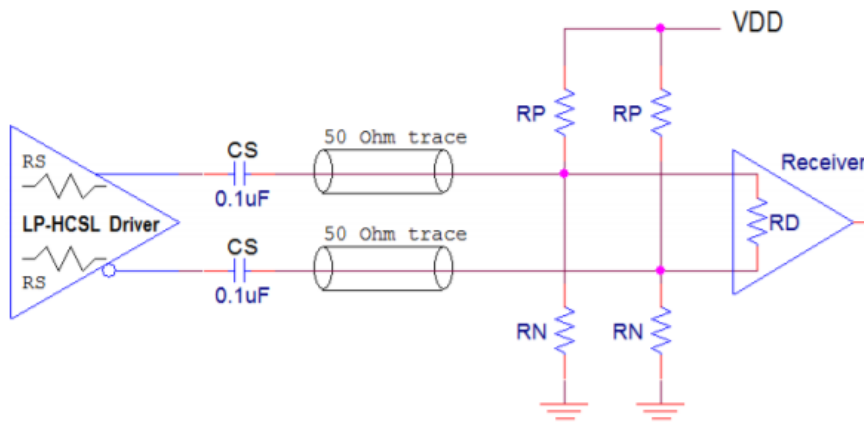 VDD
RP
RP
50 Ohm trace
CS
0.1uF
RS
LP-HCSL Driver
RS
Receiver
RD
50 Ohm trace
CS
0.1uF
RN
RN